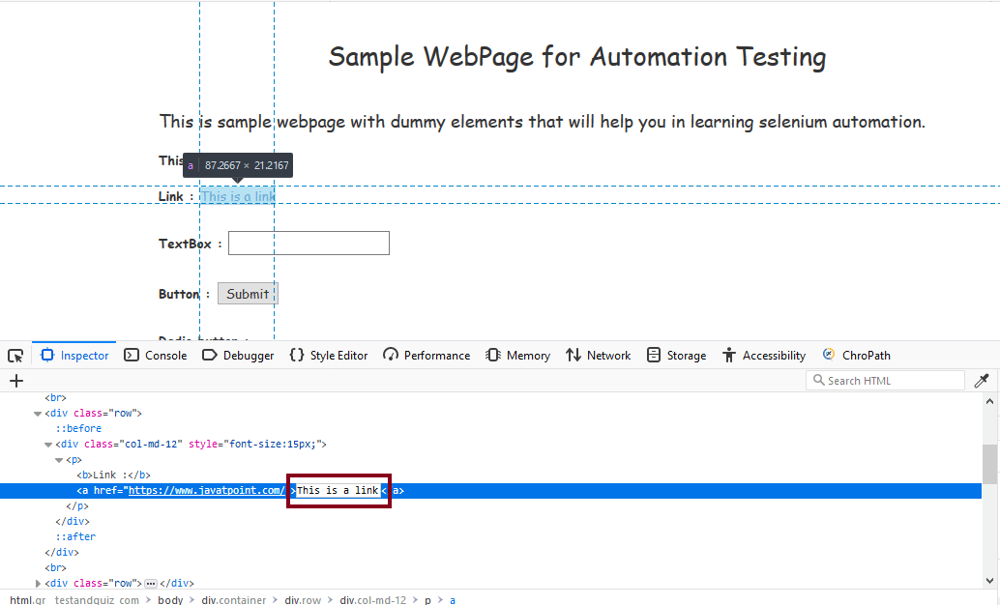 Sample WebPage for Automation Testing
This is sample webpage with dummy elements that will help you in learning selenium automation.
This
a 87.2667 × 21.2167
Link : This is a link
TextBox :
Button : Submit
Inspector Console Debugger Style Editor Performance Memory Network Storage Accessibility ChroPath
Search HTML
<br>
<div class="row">
::before
<div class="col-md-12" style="font-size:15px;">
<p>
<b>Link :</b>
<a href="https://www.javatpoint.com/ >This is a link< a>
</p>
</div>
::after
</div>
<br>
<div class="row"> ••• </div>
html.gr testandquiz com > body > div.container > div.row > div.col-md-12 > p > a